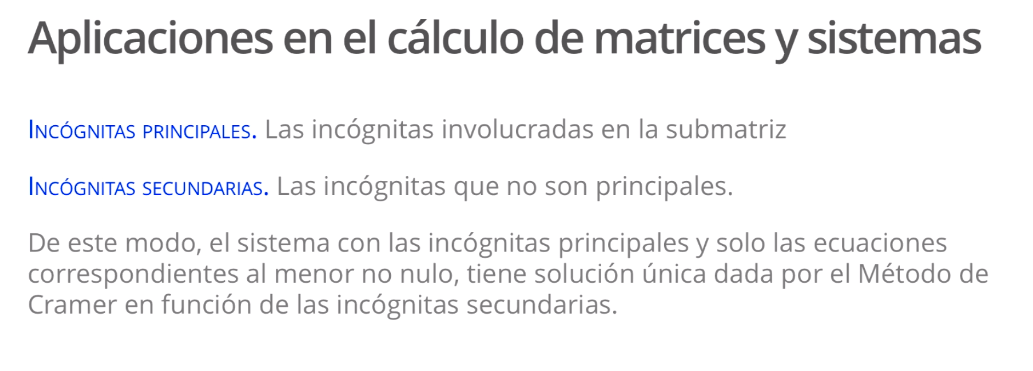 Aplicaciones en el cálculo de matrices y sistemas
Incógnitas principales. Las incógnitas involucradas en la submatriz
Incógnitas secundarias. Las incógnitas que no son principales.
De este modo, el sistema con las incógnitas principales y solo las ecuaciones
correspondientes al menor no nulo, tiene solución única dada por el Método de
Cramer en función de las incógnitas secundarias.